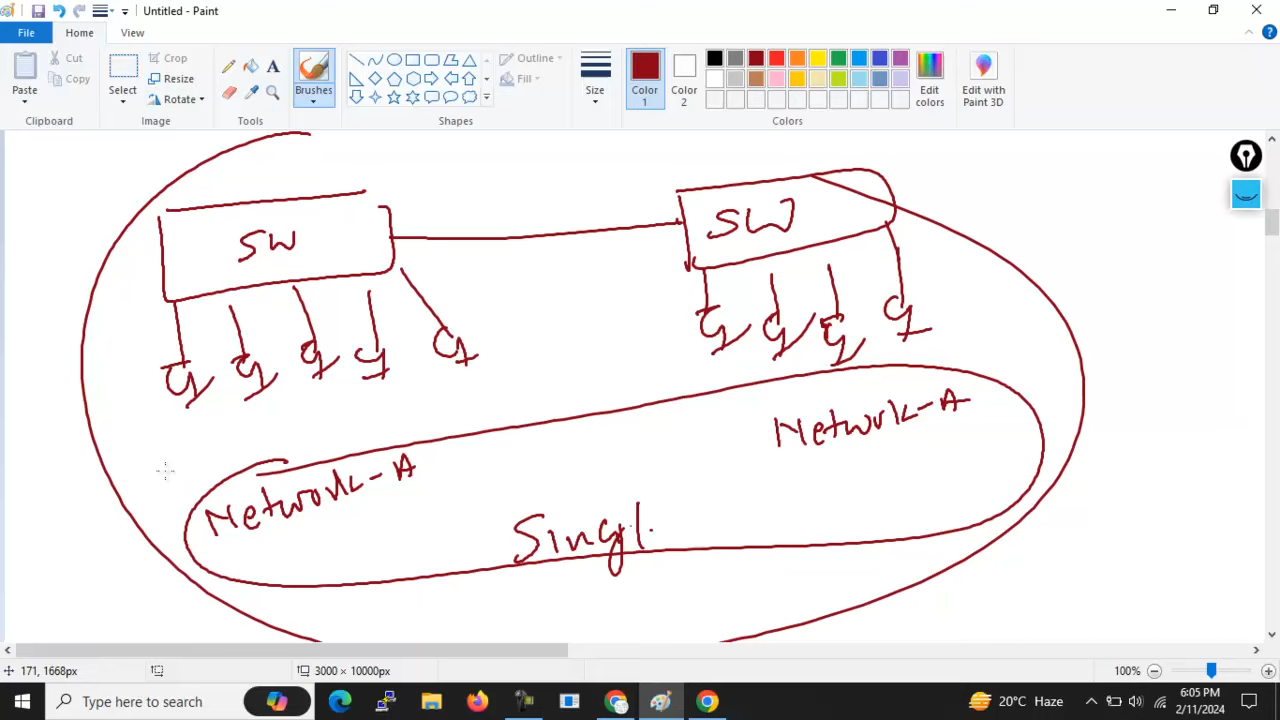 Untitled - Paint
File Home View
Paste
Cut
Copy
Clipboard
Select
Crop
Resize
Rotate
Image
Tools
Brushes
Shapes
Outline
Fill
Size
Color 1
Color 2
Colors
Edit colors
Edit with Paint 3D
SW
SW
Network-A
Network-A
Singl
171, 1668px
3000 × 10000px
100%
Type here to search
20°C Haze
6:05 PM
2/11/2024